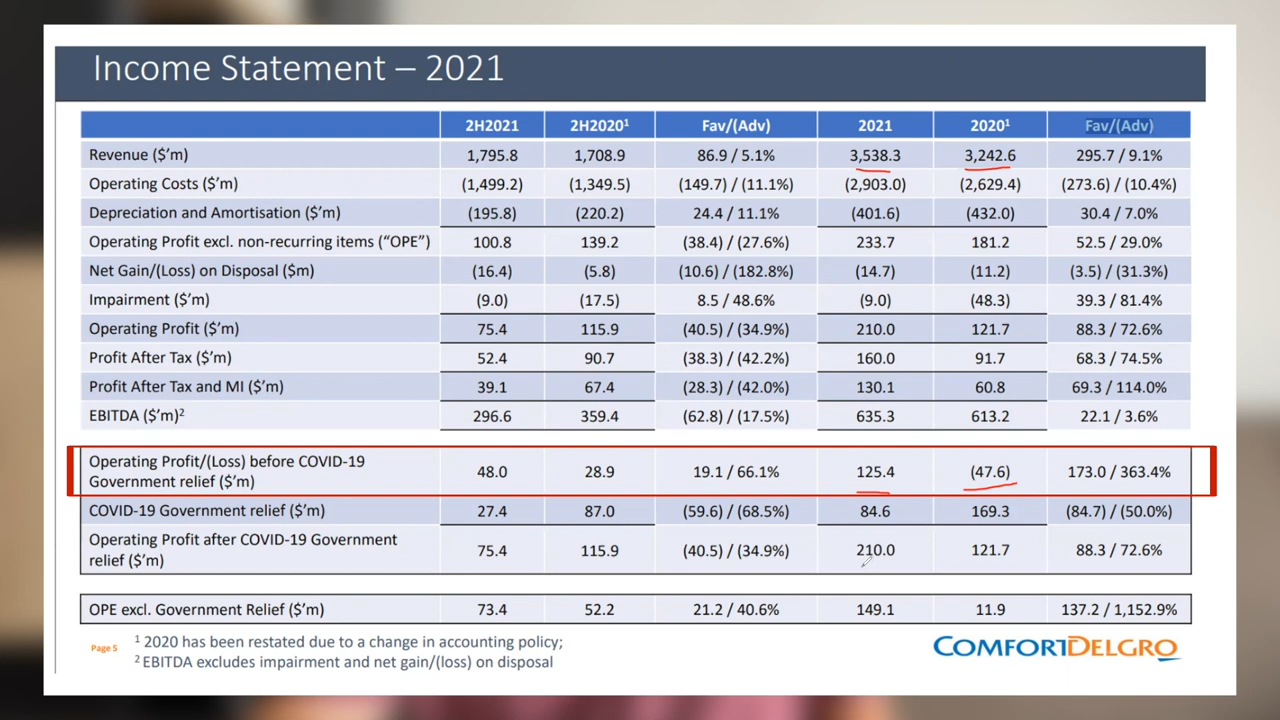 Income Statement – 2021
2H2021 2H2020¹ Fav/(Adv) 2021 2020¹ Fav/(Adv)
Revenue ($'m) 1,795.8 1,708.9 86.9 / 5.1% 3,538.3 3,242.6 295.7 / 9.1%
Operating Costs ($'m) (1,499.2) (1,349.5) (149.7) / (11.1%) (2,903.0) (2,629.4) (273.6) / (10.4%)
Depreciation and Amortisation ($'m) (195.8) (220.2) 24.4 / 11.1% (401.6) (432.0) 30.4 / 7.0%
Operating Profit excl. non-recurring items ("OPE") 100.8 139.2 (38.4) / (27.6%) 233.7 181.2 52.5 / 29.0%
Net Gain/(Loss) on Disposal ($m) (16.4) (5.8) (10.6) / (182.8%) (14.7) (11.2) (3.5) / (31.3%)
Impairment ($'m) (9.0) (17.5) 8.5 / 48.6% (9.0) (48.3) 39.3 / 81.4%
Operating Profit ($'m) 75.4 115.9 (40.5) / (34.9%) 210.0 121.7 88.3 / 72.6%
Profit After Tax ($'m) 52.4 90.7 (38.3) / (42.2%) 160.0 91.7 68.3 / 74.5%
Profit After Tax and MI ($'m) 39.1 67.4 (28.3) / (42.0%) 130.1 60.8 69.3 / 114.0%
EBITDA ($'m)² 296.6 359.4 (62.8) / (17.5%) 635.3 613.2 22.1 / 3.6%
Operating Profit/(Loss) before COVID-19
Government relief ($'m) 48.0 28.9 19.1 / 66.1% 125.4 (47.6) 173.0 / 363.4%
COVID-19 Government relief ($'m) 27.4 87.0 (59.6) / (68.5%) 84.6 169.3 (84.7) / (50.0%)
Operating Profit after COVID-19 Government
relief ($'m) 75.4 115.9 (40.5) / (34.9%) 210.0 121.7 88.3 / 72.6%
OPE excl. Government Relief ($'m) 73.4 52.2 21.2 / 40.6% 149.1 11.9 137.2 / 1,152.9%
Page 5
¹ 2020 has been restated due to a change in accounting policy;
² EBITDA excludes impairment and net gain/(loss) on disposal
COMFORTDELGRO